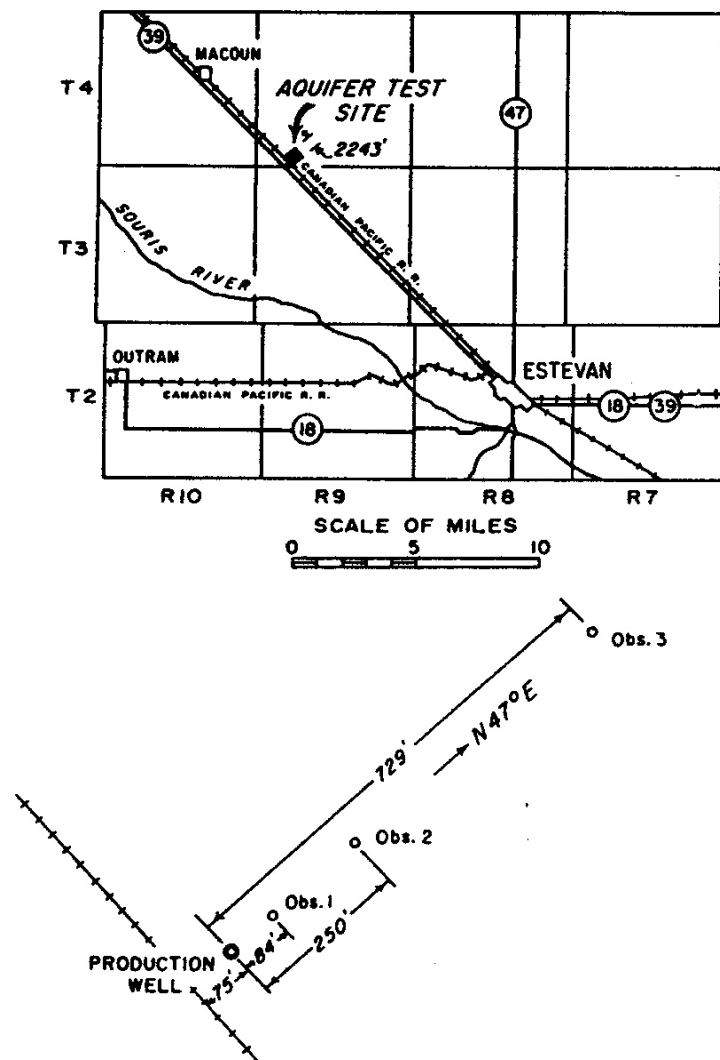 39
MACOUN
T4
AQUIFER TEST
SITE
47
2243'
CANADIAN PACIFIC R. R.
SOURIS
RIVER
T3
OUTRAM
ESTEVAN
T2
CANADIAN PACIFIC R. R.
18
39
18
R10
R9
R8
R7
SCALE OF MILES
0
5
10
Obs. 3
N47°E
729'
Obs. 2
Obs. 1
250'
84'
PRODUCTION
WELL
75'